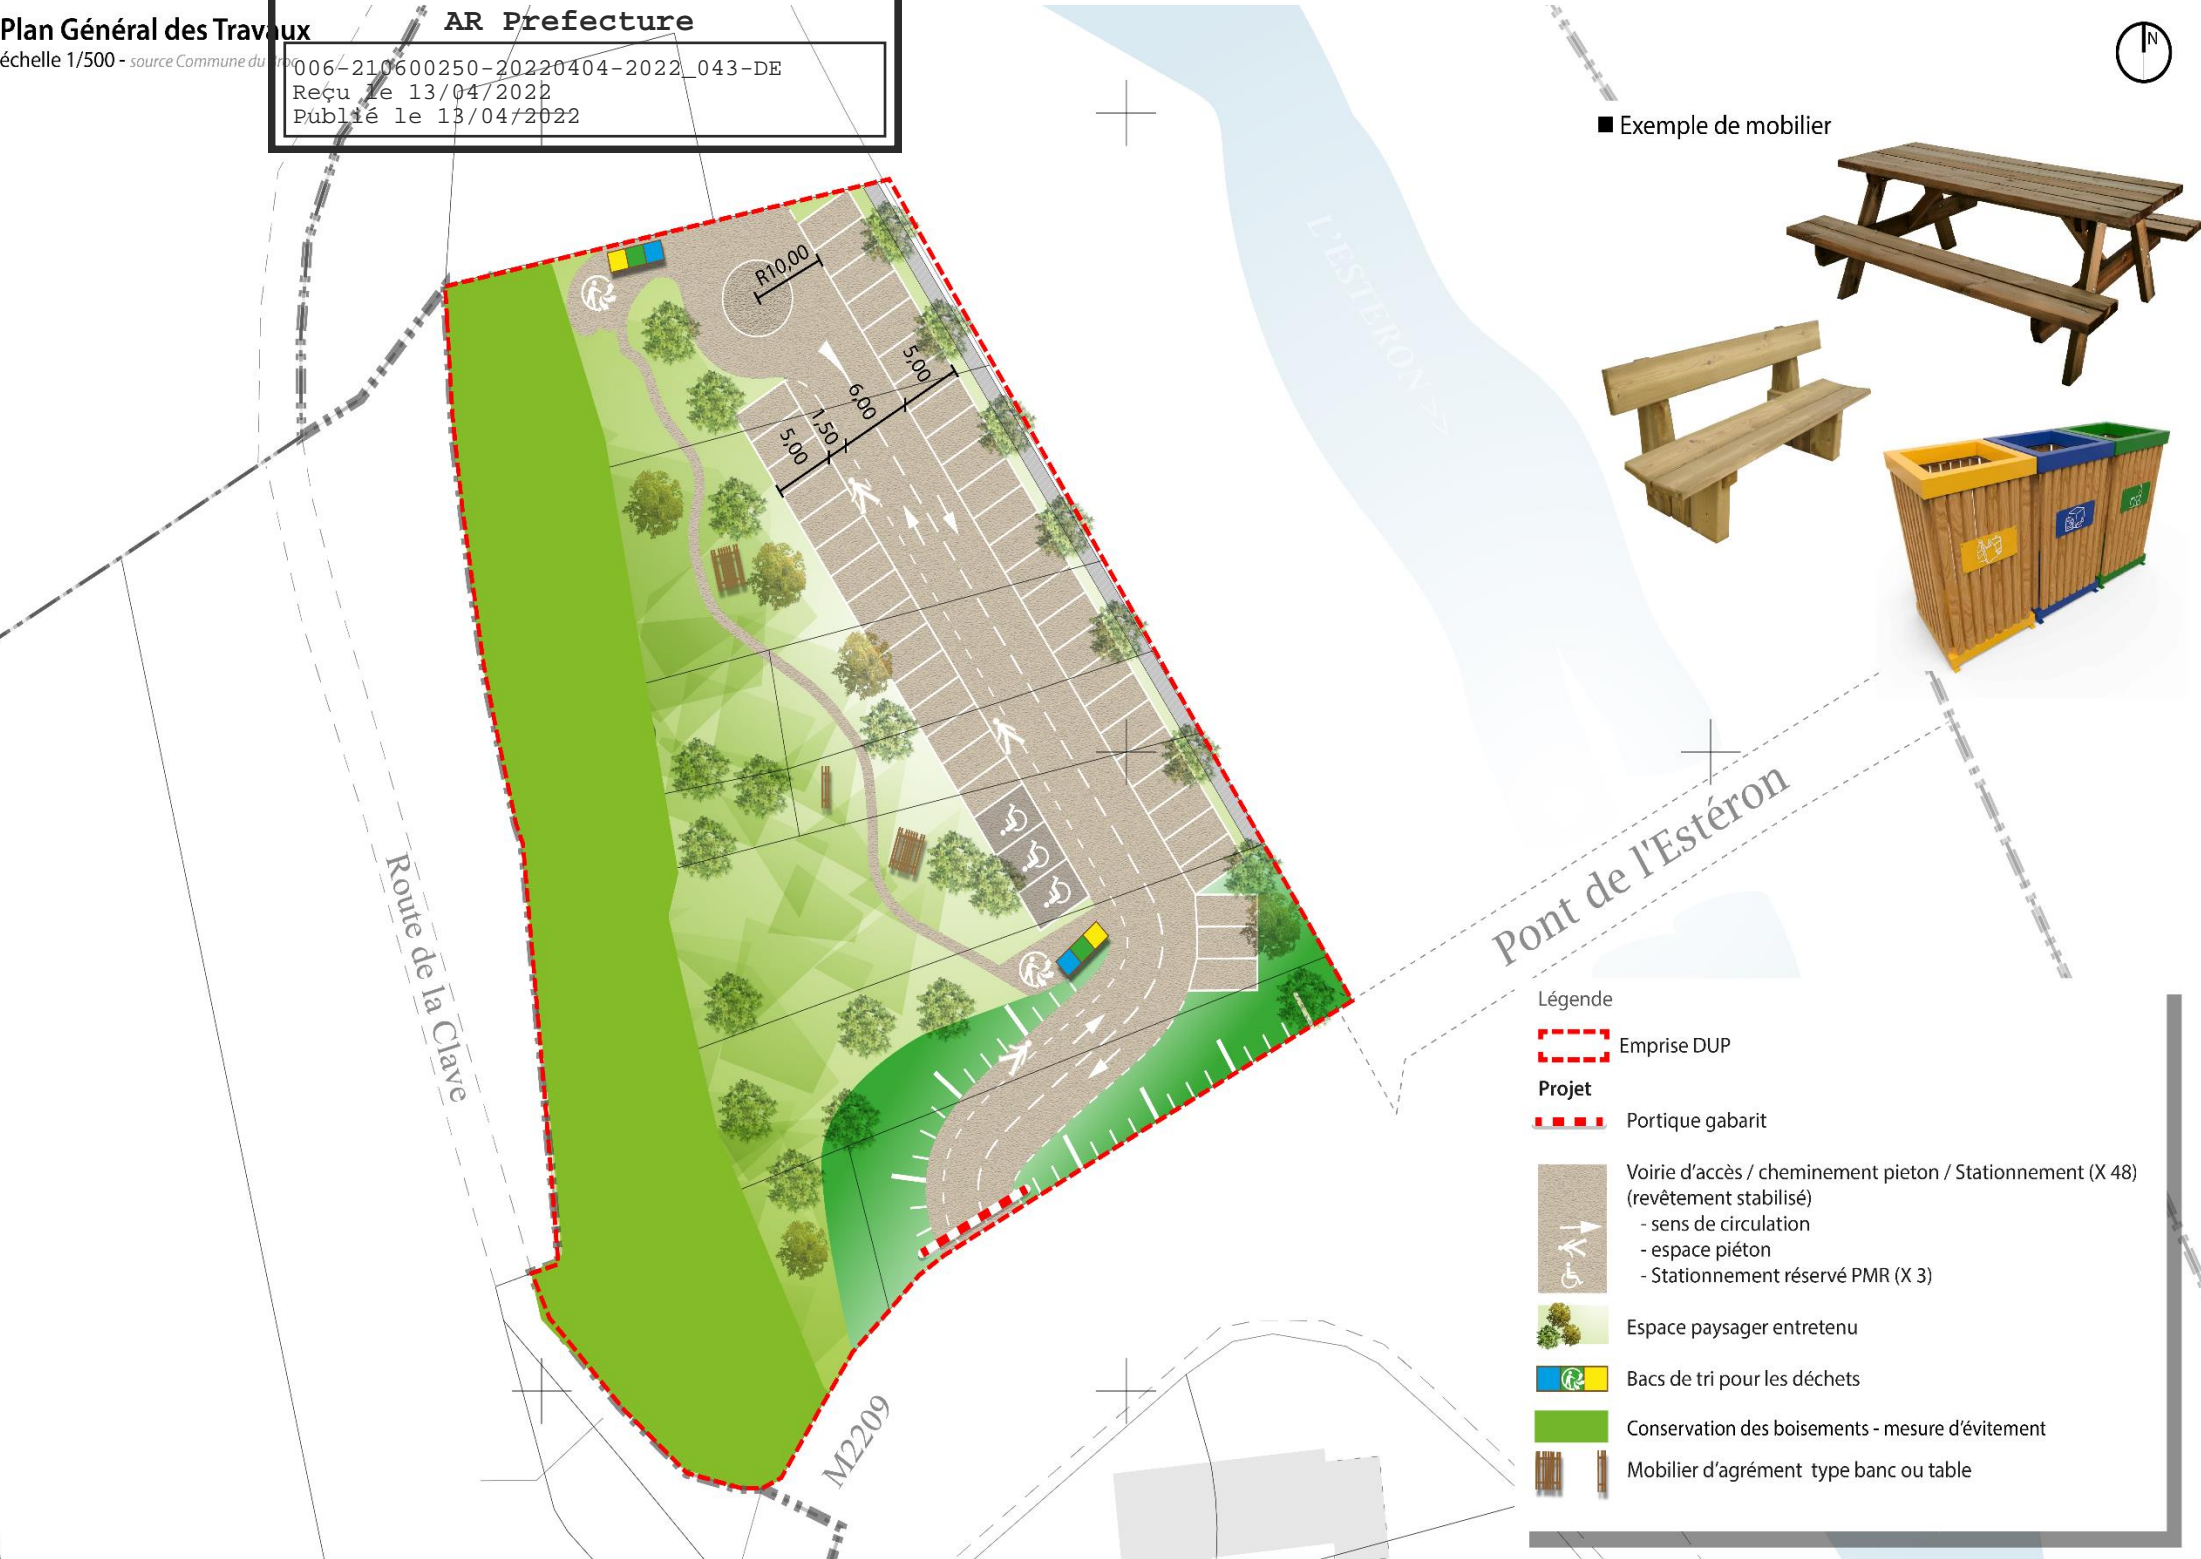 Plan Général des Travaux
échelle 1/500 - source Commune du Broc
AR Prefecture
006-210600250-20220404-2022_043-DE
Reçu le 13/04/2022
Publié le 13/04/2022
N
■ Exemple de mobilier
L'ESTERON >>
R10,00
5,00
6,00
1,50
5,00
Route de la Clave
Pont de l'Estéron
M2209
Légende
Emprise DUP
Projet
Portique gabarit
Voirie d'accès / cheminement pieton / Stationnement (X 48)
(revêtement stabilisé)
- sens de circulation
- espace piéton
- Stationnement réservé PMR (X 3)
Espace paysager entretenu
Bacs de tri pour les déchets
Conservation des boisements - mesure d'évitement
Mobilier d'agrément type banc ou table